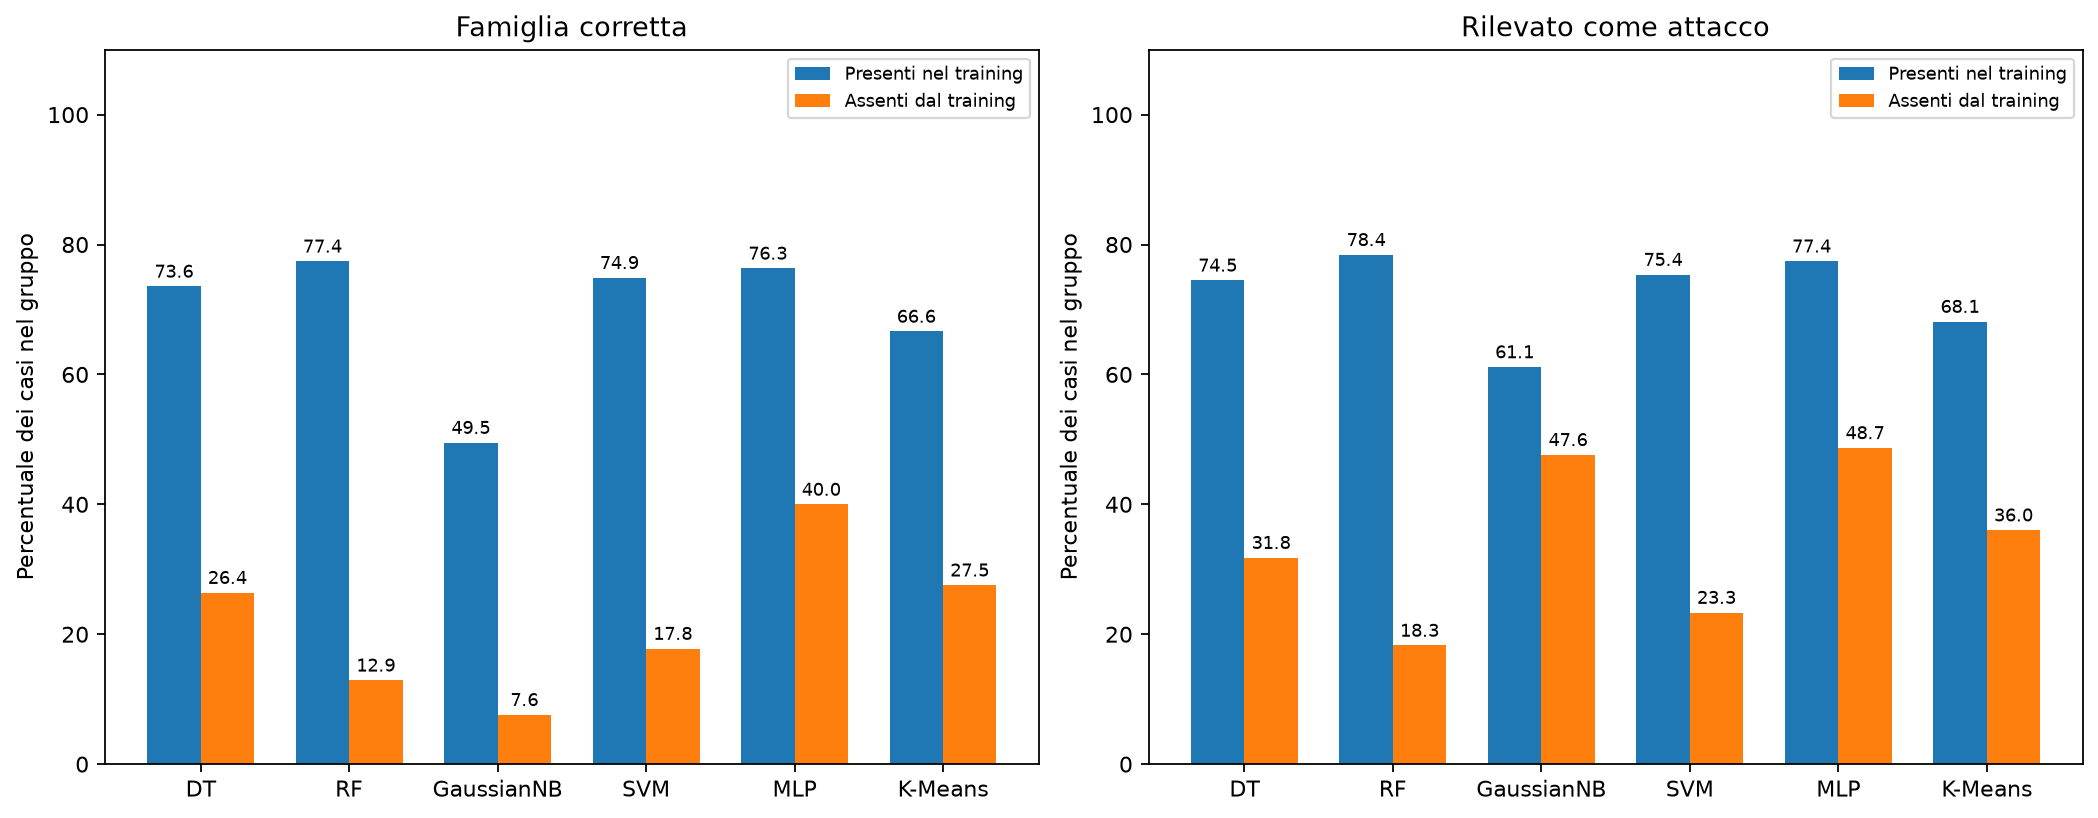 Famiglia corretta
Presenti nel training
Assenti dal training
Percentuale dei casi nel gruppo
100
80
60
40
20
0
73.6
26.4
77.4
12.9
49.5
7.6
74.9
17.8
76.3
40.0
66.6
27.5
DT
RF
GaussianNB
SVM
MLP
K-Means
Rilevato come attacco
Presenti nel training
Assenti dal training
Percentuale dei casi nel gruppo
100
80
60
40
20
0
74.5
31.8
78.4
18.3
61.1
47.6
75.4
23.3
77.4
48.7
68.1
36.0
DT
RF
GaussianNB
SVM
MLP
K-Means